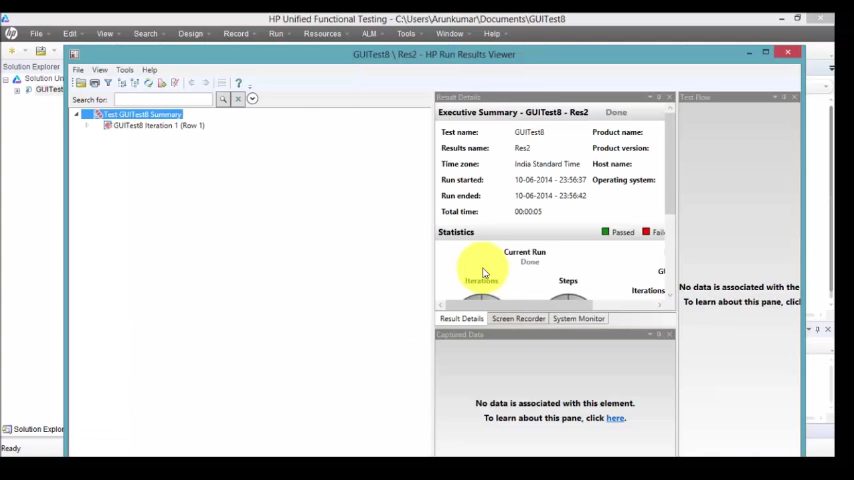 HP Unified Functional Testing - C:\Users\Arunkumar\Documents\GUITest8
File Edit View Search Design Record Run Resources ALM Tools Window Help
Solution Explorer
Solution Un
GUITest
GUITest8 \ Res2 - HP Run Results Viewer
File View Tools Help
Search for:
Test GUITest8 Summary
GUITest8 Iteration 1 (Row 1)
Result Details
Executive Summary - GUITest8 - Res2 Done
Test name: GUITest8 Product name:
Results name: Res2 Product version:
Time zone: India Standard Time Host name:
Run started: 10-06-2014 - 23:56:37 Operating system:
Run ended: 10-06-2014 - 23:56:42
Total time: 00:00:05
Statistics Passed Faile
Current Run
Done
Iterations Steps
GU
Iterations
Result Details Screen Recorder System Monitor
Captured Data
No data is associated with this element.
To learn about this pane, click here.
Test Flow
No data is associated with the
To learn about this pane, click
Solution Explor
Ready